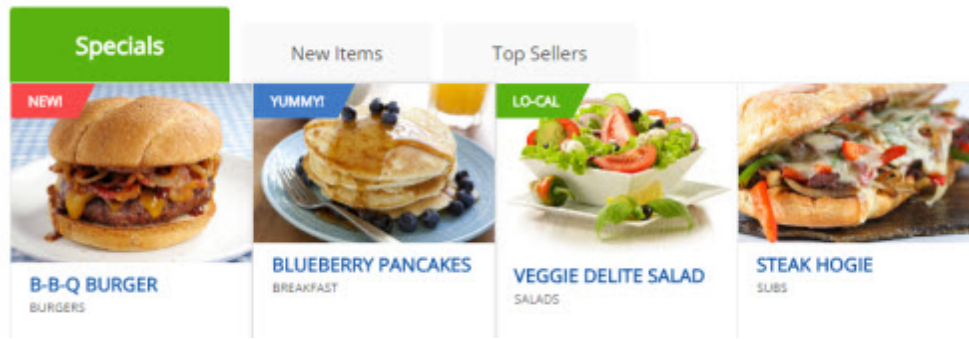 Specials
New Items
Top Sellers
NEW!
YUMMY!
LO-CAL
B-B-Q BURGER
BURGERS
BLUEBERRY PANCAKES
BREAKFAST
VEGGIE DELITE SALAD
SALADS
STEAK HOGIE
SUBS